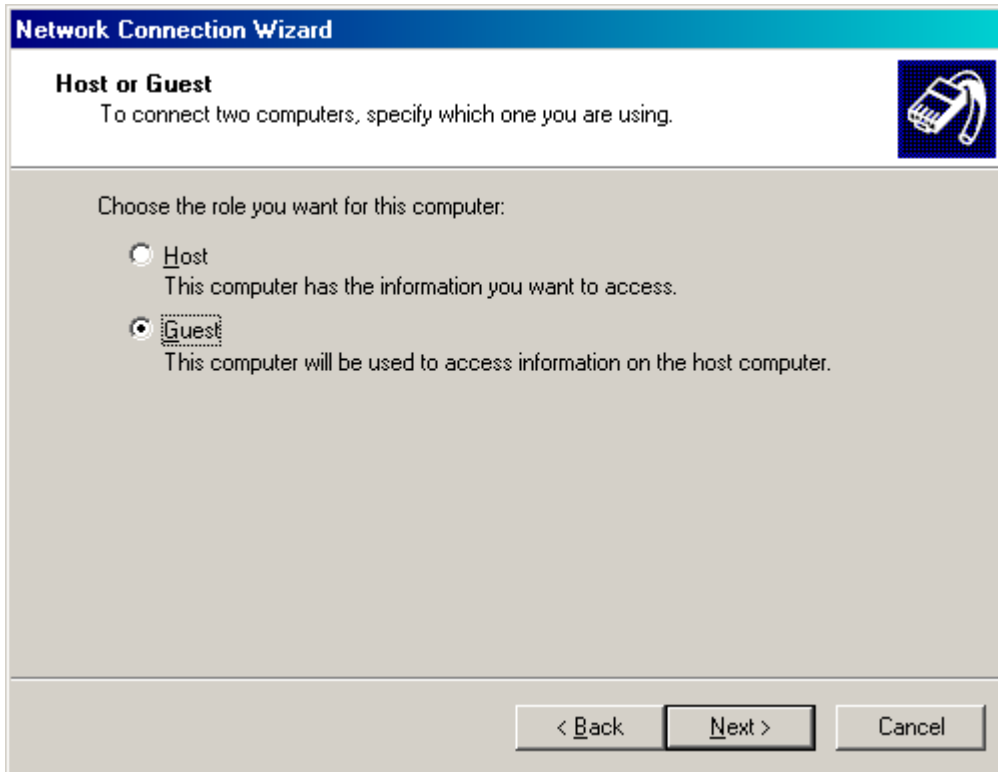 Network Connection Wizard
Host or Guest
To connect two computers, specify which one you are using.
Choose the role you want for this computer:
Host
This computer has the information you want to access.
Guest
This computer will be used to access information on the host computer.
< Back
Next >
Cancel